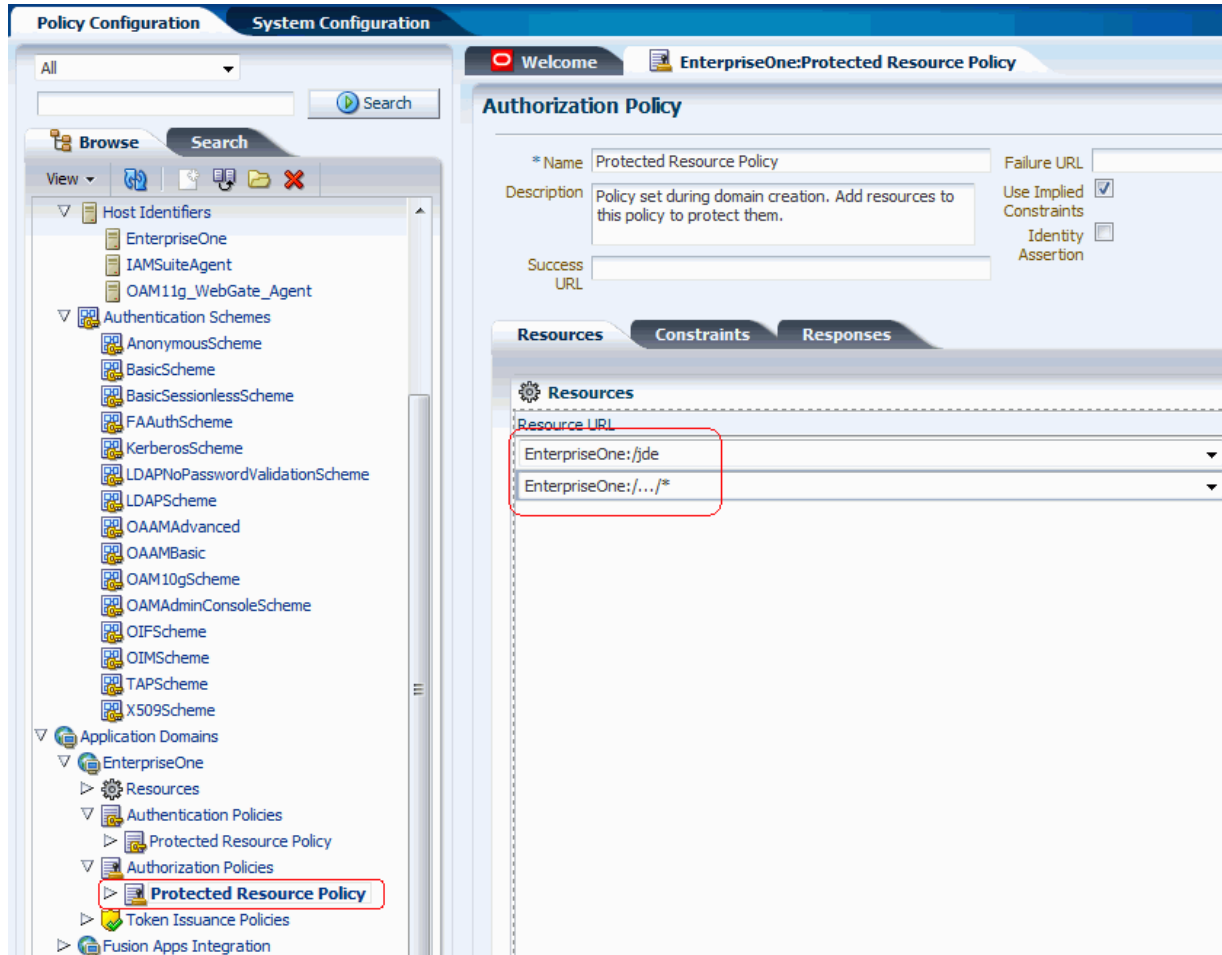 Policy Configuration System Configuration
All
Search
Browse Search
View
Host Identifiers
EnterpriseOne
IAMSuiteAgent
OAM11g_WebGate_Agent
Authentication Schemes
AnonymousScheme
BasicScheme
BasicSessionlessScheme
FAAuthScheme
KerberosScheme
LDAPNoPasswordValidationScheme
LDAPScheme
OAAMAdvanced
OAAMBasic
OAM10gScheme
OAMAdminConsoleScheme
OIFScheme
OIMScheme
TAPScheme
X509Scheme
Application Domains
EnterpriseOne
Resources
Authentication Policies
Protected Resource Policy
Authorization Policies
Protected Resource Policy
Token Issuance Policies
Fusion Apps Integration
Welcome EnterpriseOne:Protected Resource Policy
Authorization Policy
* Name Protected Resource Policy
Description Policy set during domain creation. Add resources to
this policy to protect them.
Success
URL
Failure URL
Use Implied
Constraints
Identity
Assertion
Resources Constraints Responses
Resources
Resource URL
EnterpriseOne:/jde
EnterpriseOne:/.../*